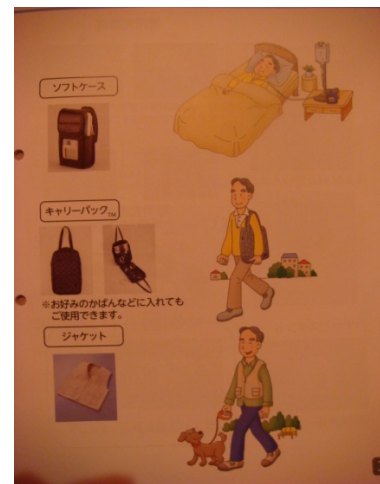 ソフトケース
キャリーパック™
※お好みのかばんなどに入れても
ご使用できます。
ジャケット